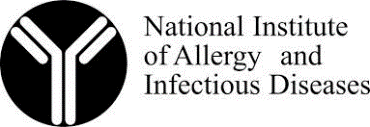 National Institute
of Allergy and
Infectious Diseases